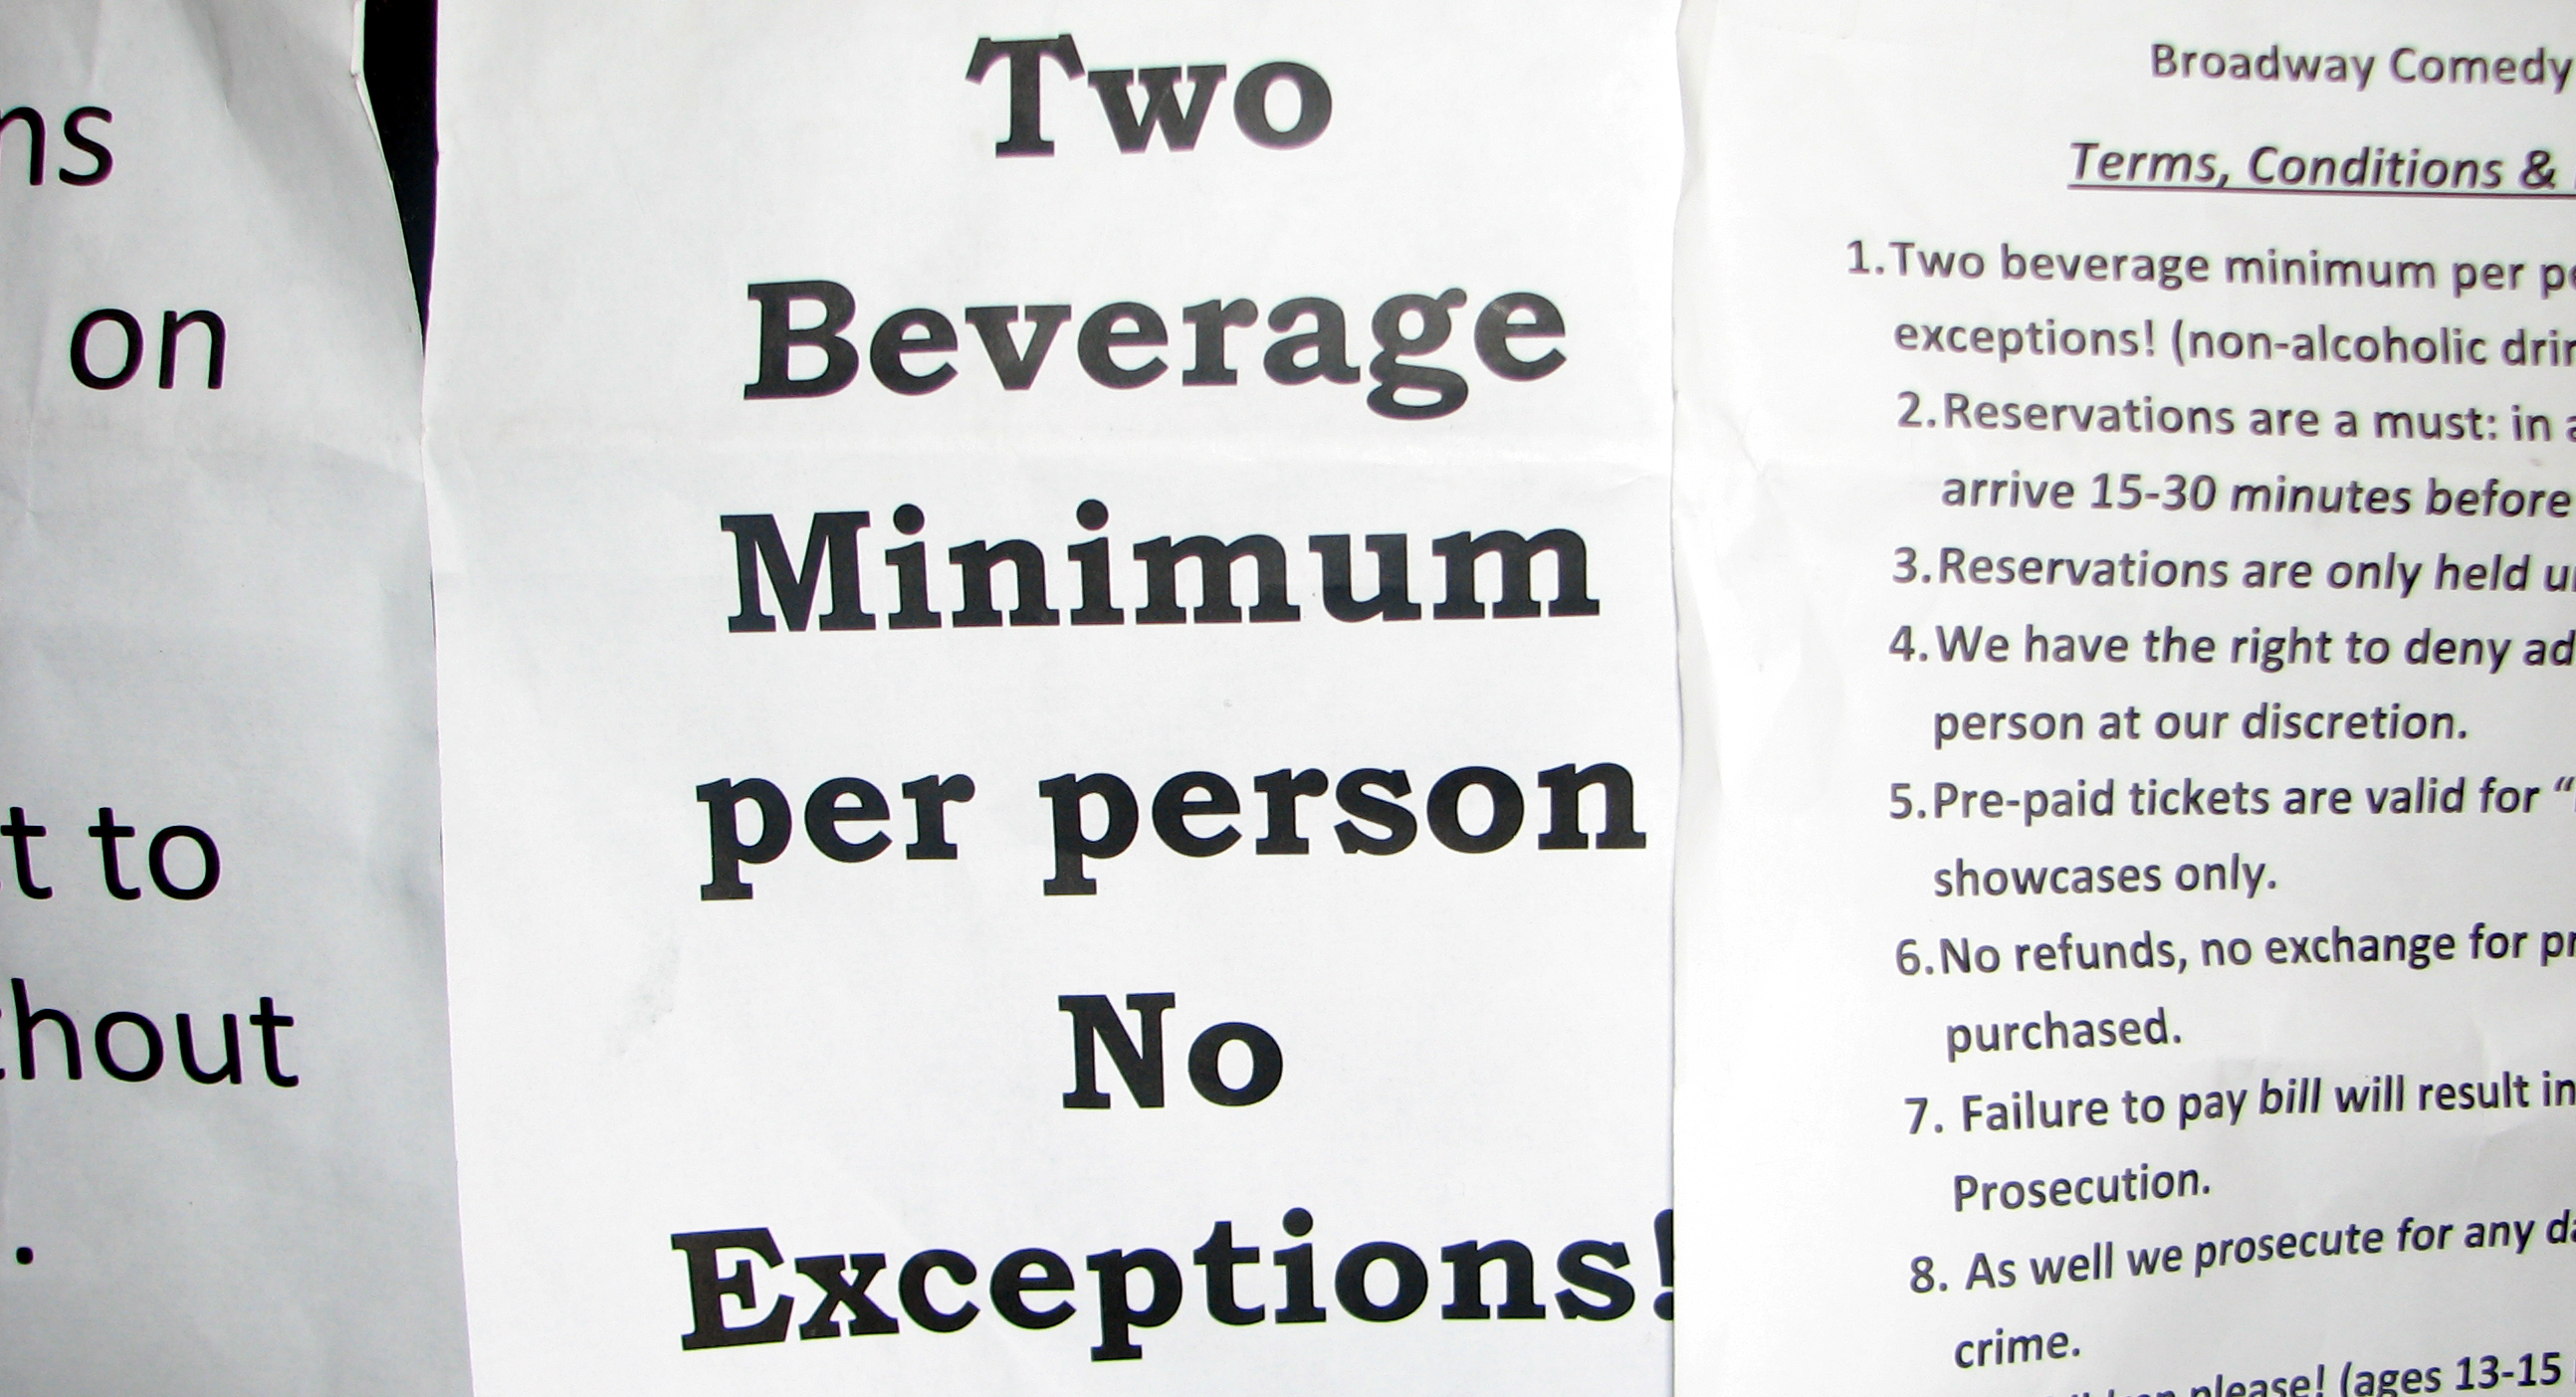 on
to
Two
Beverage
Minimum
per person
No
Exceptions!
Broadway Comedy
Terms, Conditions &
1.Two beverage minimum per
exceptions! (non-alcoholic
2.Reservations are a must: in
arrive 15-30 minutes before
3.Reservations are only held
4.We have the right to deny
person at our discretion.
5.Pre-paid tickets are valid for “
showcases only.
6.No refunds, no exchange for
purchased.
7. Failure to pay bill will result in
Prosecution.
8. As well we prosecute for any
crime.
please! (ages 13-15